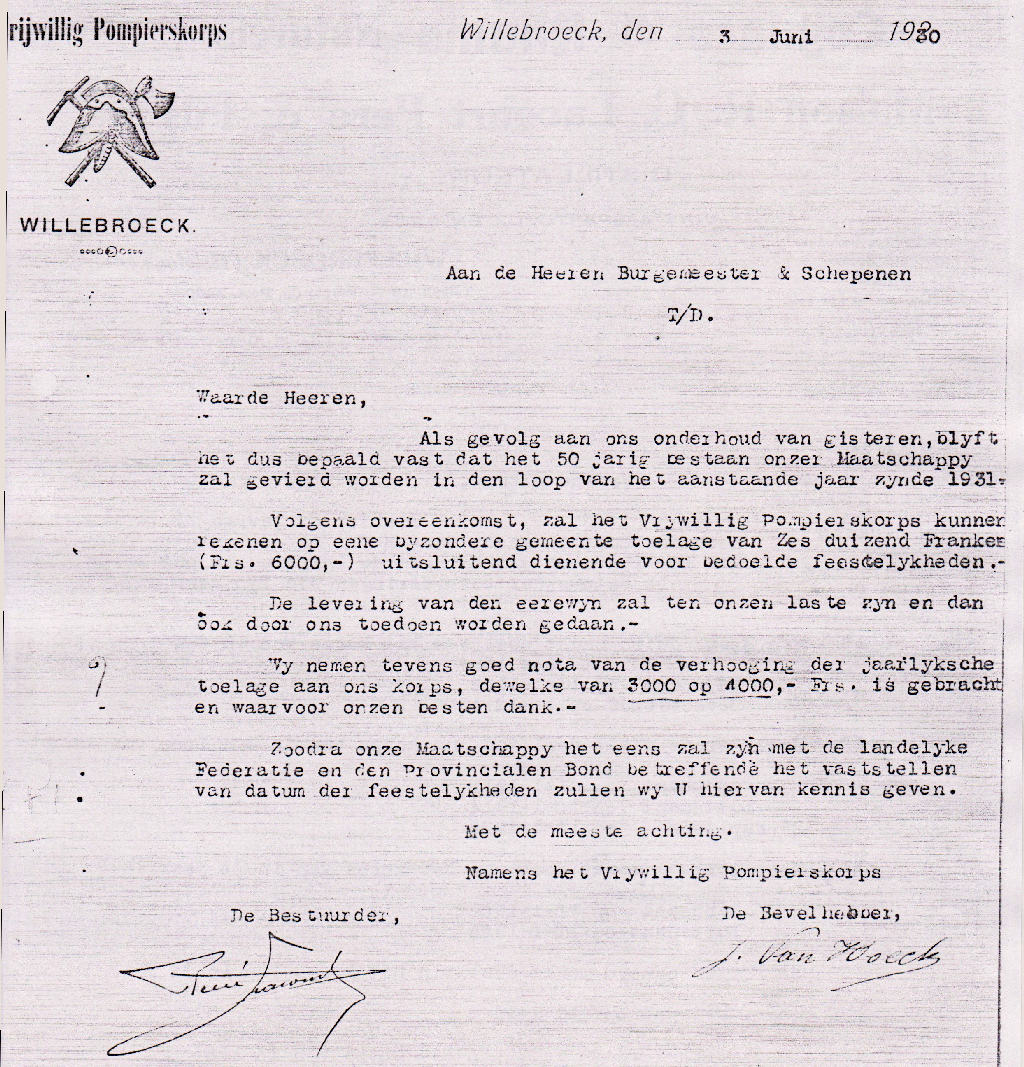 rijwillig Pompierskorps
Willebroeck, den 3 Juni 1930
WILLEBROECK.
Aan de Heeren Burgemeester & Schepenen
T/D.
Waarde Heeren,
Als gevolg aan ons onderhoud van gisteren, blyft
het dus bepaald vast dat het 50 jarig bestaan onzer Maatschappy
zal gevierd worden in den loop van het aanstaande jaar zynde 1931.-
Volgens overeenkomst, zal het Vrywillig Pompierskorps kunnen
rekenen op eene byzondere gemeente toelage van Zes duizend Franken
(Frs. 6000,-) uitsluitend dienende voor bedoelde feestelykheden.-
De levering van den eerewyn zal ten onzen laste zyn en dan
ook door ons toedoen worden gedaan.-
Wy nemen tevens goed nota van de verhooging der jaarlyksche
toelage aan ons korps, dewelke van 3000 op 4000,- Frs. is gebracht
en waarvoor onzen besten dank.-
Zoodra onze Maatschappy het eens zal zyn met de landelyke
Federatie en den Provincialen Bond betreffende het vaststellen
van datum der feestelykheden zullen wy U hiervan kennis geven.
Met de meeste achting.
Namens het Vrywillig Pompierskorps
De Bestuurder,
De Bevelhebber,
René
J. Van Hoeck